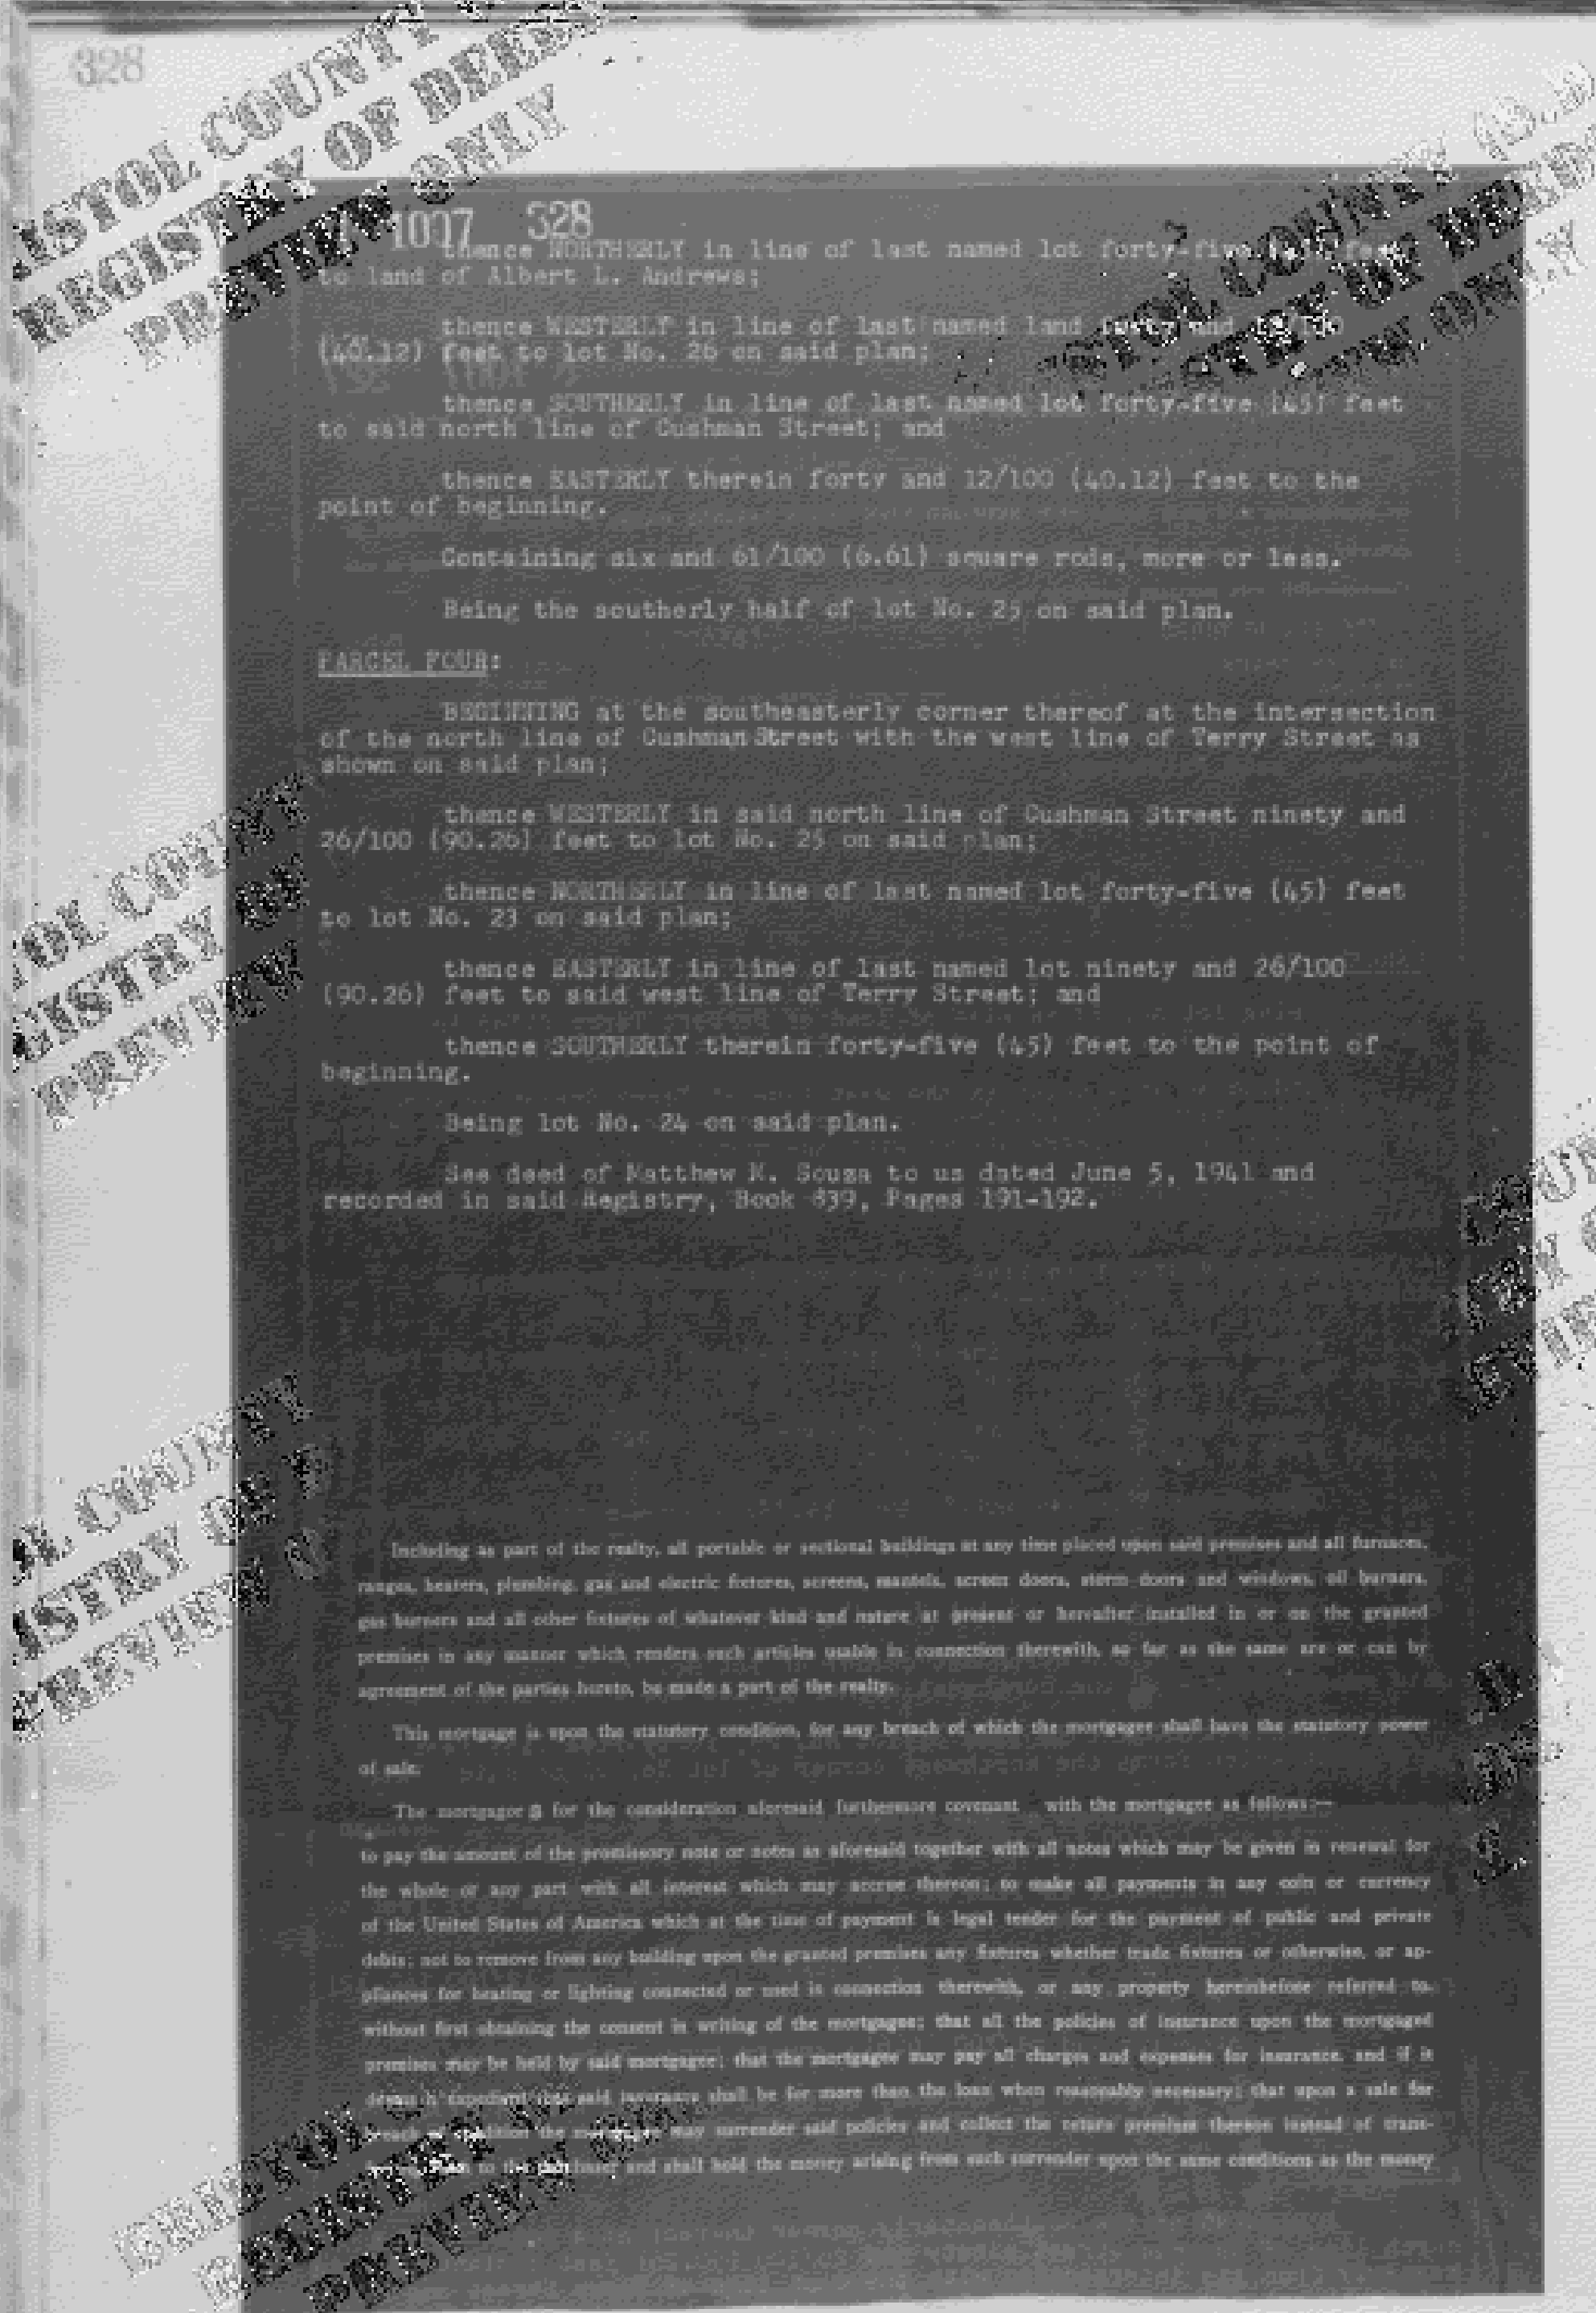 328
1007 328
thence NORTHERLY in line of last named lot forty-five feet
to land of Albert L. Andrews;
thence WESTERLY in line of last named land forty and 12/100
(40.12) feet to lot No. 26 on said plan;
thence SOUTHERLY in line of last named lot forty-five (45) feet
to said north line of Cushman Street; and
thence EASTERLY therein forty and 12/100 (40.12) feet to the
point of beginning.
Containing six and 61/100 (6.61) square rods, more or less.
Being the southerly half of lot No. 25 on said plan.
PARCEL FOUR:
BEGINNING at the southeasterly corner thereof at the intersection
of the north line of Cushman Street with the west line of Terry Street as
shown on said plan;
thence WESTERLY in said north line of Cushman Street ninety and
26/100 (90.26) feet to lot No. 25 on said plan;
thence NORTHERLY in line of last named lot forty-five (45) feet
to lot No. 23 on said plan;
thence EASTERLY in line of last named lot ninety and 26/100
(90.26) feet to said west line of Terry Street; and
thence SOUTHERLY therein forty-five (45) feet to the point of
beginning.
Being lot No. 24 on said plan.
See deed of Matthew M. Souza to us dated June 5, 1941 and
recorded in said Registry, Book 839, Pages 191-192.
Including as part of the realty, all portable or sectional buildings at any time placed upon said premises and all furnaces,
ranges, heaters, plumbing, gas and electric fixtures, screens, mantels, screen doors, storm doors and windows, oil burners,
gas burners and all other fixtures of whatever kind and nature at present or hereafter installed in or on the granted
premises in any manner which renders such articles usable in connection therewith, so far as the same are or can by
agreement of the parties hereto, be made a part of the realty.
This mortgage is upon the statutory condition, for any breach of which the mortgagee shall have the statutory power
of sale.
The mortgagor s for the consideration aforesaid furthermore covenant with the mortgagee as follows:—
to pay the amount of the promissory note or notes as aforesaid together with all notes which may be given in renewal for
the whole or any part with all interest which may accrue thereon; to make all payments in any coin or currency
of the United States of America which at the time of payment is legal tender for the payment of public and private
debts; not to remove from any building upon the granted premises any fixtures whether trade fixtures or otherwise, or ap-
pliances for heating or lighting connected or used in connection therewith, or any property hereinbefore referred to,
without first obtaining the consent in writing of the mortgagee; that all the policies of insurance upon the mortgaged
premises may be held by said mortgagee; that the mortgagee may pay all charges and expenses for insurance, and if it
deems it expedient that said insurance shall be for more than the loan when reasonably necessary; that upon a sale for
breach of condition the mortgagee may surrender said policies and collect the return premium thereon instead of trans-
to the purchaser and shall hold the money arising from such surrender upon the same conditions as the money